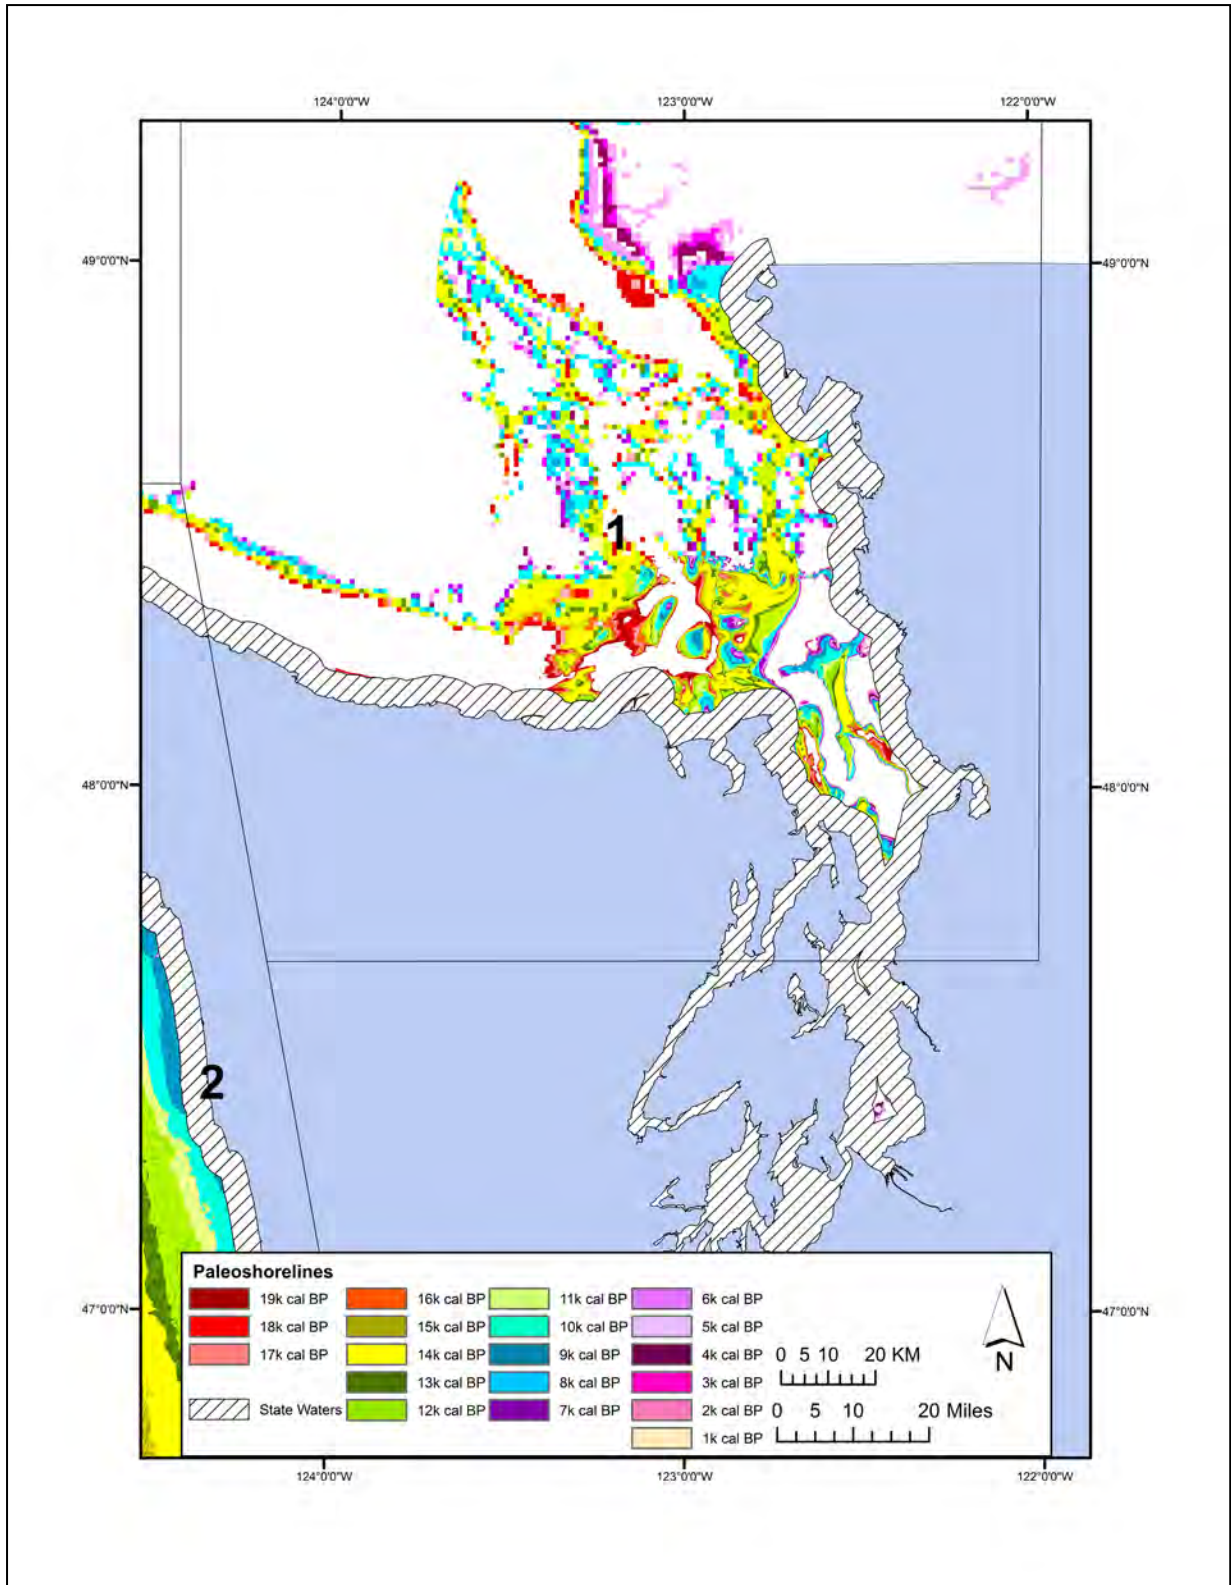 124°0'0"W 123°0'0"W 122°0'0"W
49°0'0"N 49°0'0"N
1
48°0'0"N 48°0'0"N
2
Paleoshorelines
19k cal BP 16k cal BP 11k cal BP 6k cal BP
18k cal BP 15k cal BP 10k cal BP 5k cal BP
17k cal BP 14k cal BP 9k cal BP 4k cal BP
13k cal BP 8k cal BP 3k cal BP
State Waters 12k cal BP 7k cal BP 2k cal BP
1k cal BP
0 5 10 20 KM
0 5 10 20 Miles
N
47°0'0"N 47°0'0"N
124°0'0"W 123°0'0"W 122°0'0"W